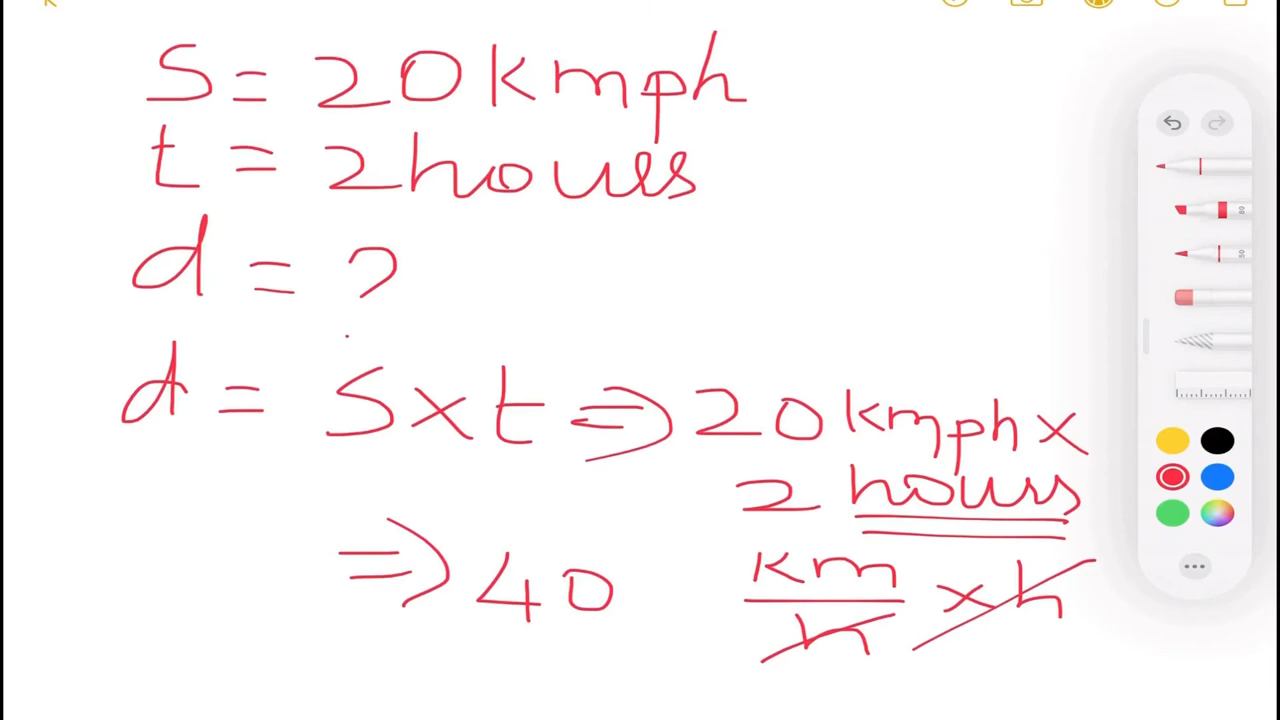 S = 20 kmph
t = 2 hours
d = ?
d = S x t => 20 kmph x
2 hours
=> 40
km
h
x h